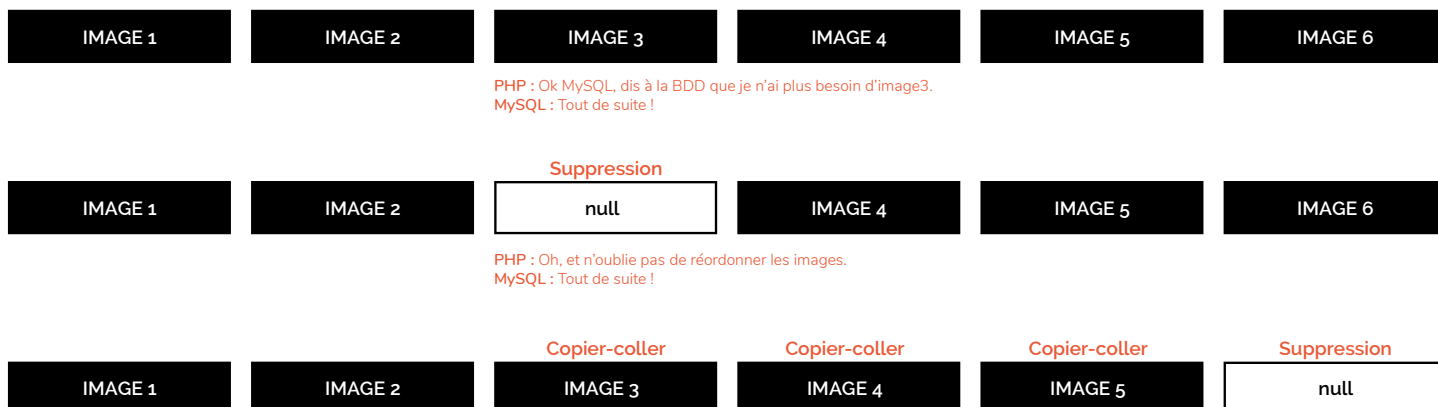 IMAGE 1 IMAGE 2 IMAGE 3 IMAGE 4 IMAGE 5 IMAGE 6
PHP : Ok MySQL, dis à la BDD que je n'ai plus besoin d'image3.
MySQL : Tout de suite !
Suppression
IMAGE 1 IMAGE 2 null IMAGE 4 IMAGE 5 IMAGE 6
PHP : Oh, et n'oublie pas de réordonner les images.
MySQL : Tout de suite !
Copier-coller Copier-coller Copier-coller Suppression
IMAGE 1 IMAGE 2 IMAGE 3 IMAGE 4 IMAGE 5 null